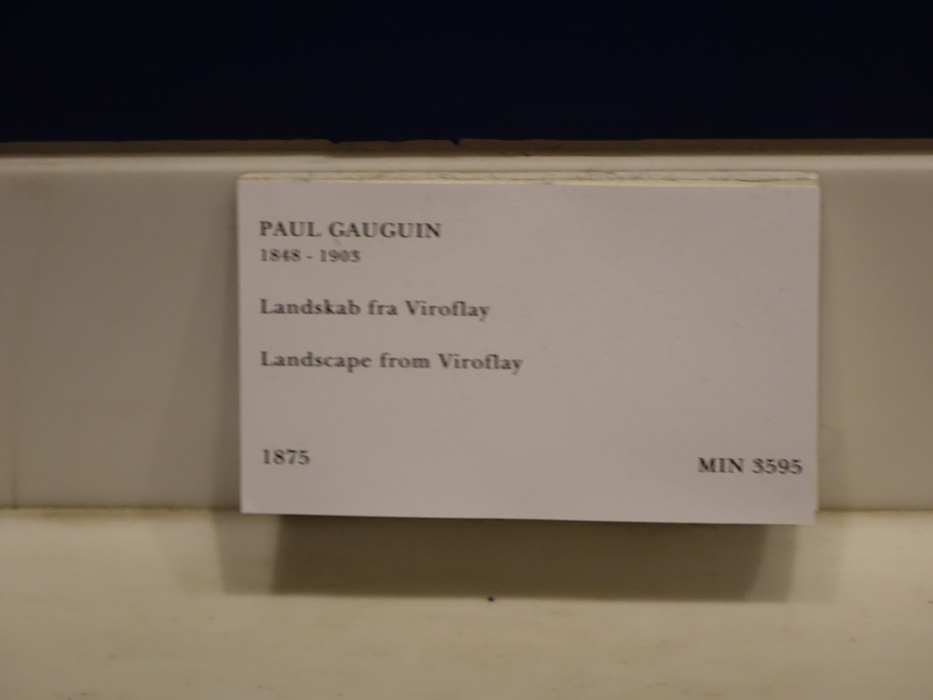 PAUL GAUGUIN
1848 - 1903
Landskab fra Viroflay
Landscape from Viroflay
1875 MIN 3595